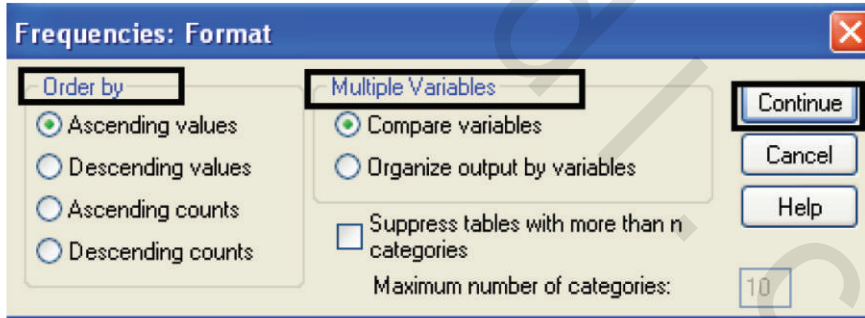 Frequencies: Format
Order by
Ascending values
Descending values
Ascending counts
Descending counts
Multiple Variables
Compare variables
Organize output by variables
Suppress tables with more than n
categories
Maximum number of categories:
10
Continue
Cancel
Help